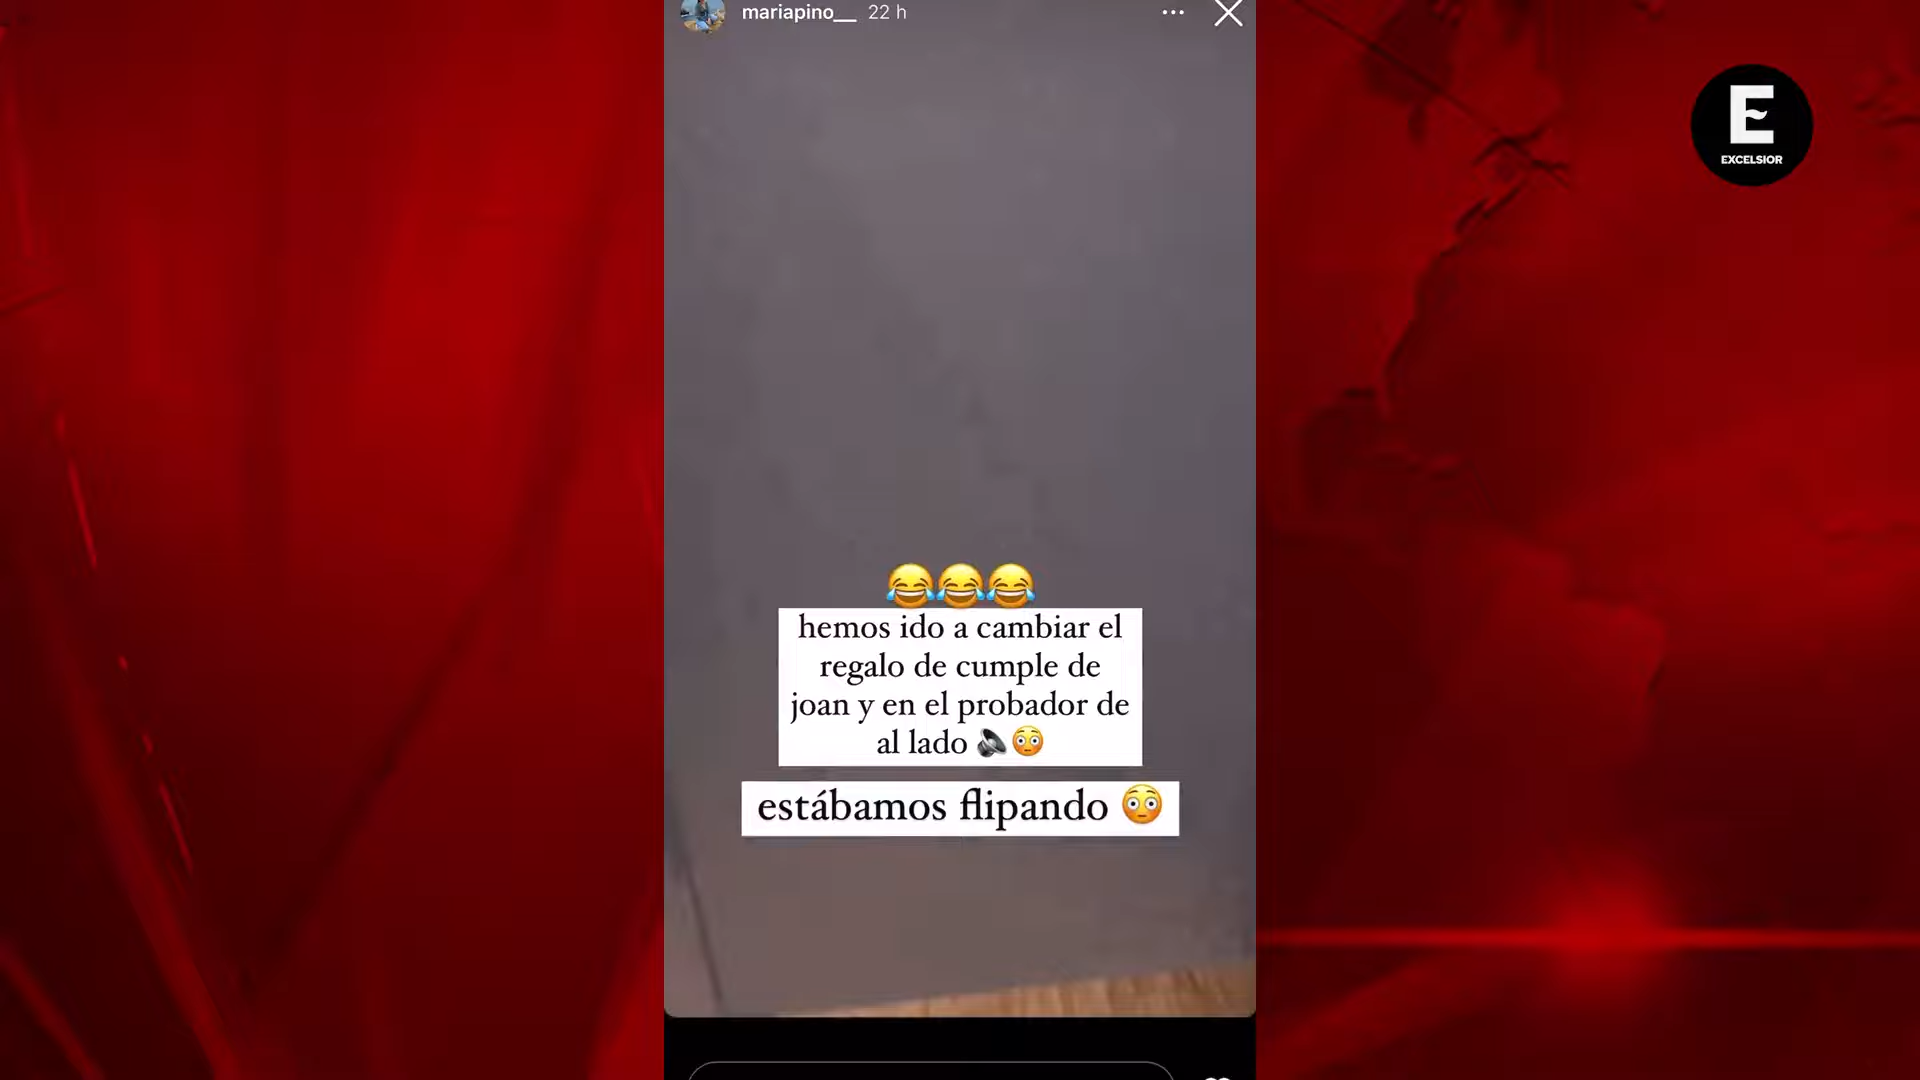 mariapino__ 22 h
E
EXCELSIOR
hemos ido a cambiar el
regalo de cumple de
joan y en el probador de
al lado
estábamos flipando